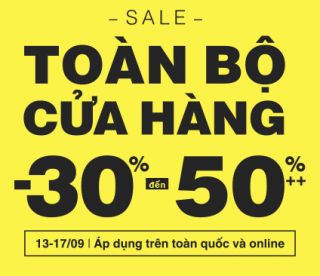 – SALE –
TOÀN BỘ
CỬA HÀNG
-30% đến 50%++
13-17/09 | Áp dụng trên toàn quốc và online